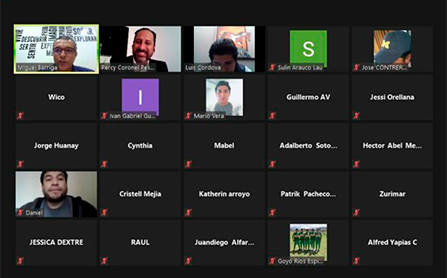 Miguel Barriga
Percy Coronel Pal...
Luis Cordova
S
Sulin Arauco Lau
Jose CONTRER...
Wico
I
Ivan Gabriel Gu...
Mario Vera
Guillermo AV
Jessi Orellana
Jorge Huanay
Cynthia
Mabel
Adalberto Soto...
Hector Abel Me...
Daniel
Cristell Mejia
Katherin arroyo
Patrik Pacheco...
Zurimar
JESSICA DEXTRE
RAUL
Juandiego Alfar...
Goyo Rios Espi...
Alfred Yapias C